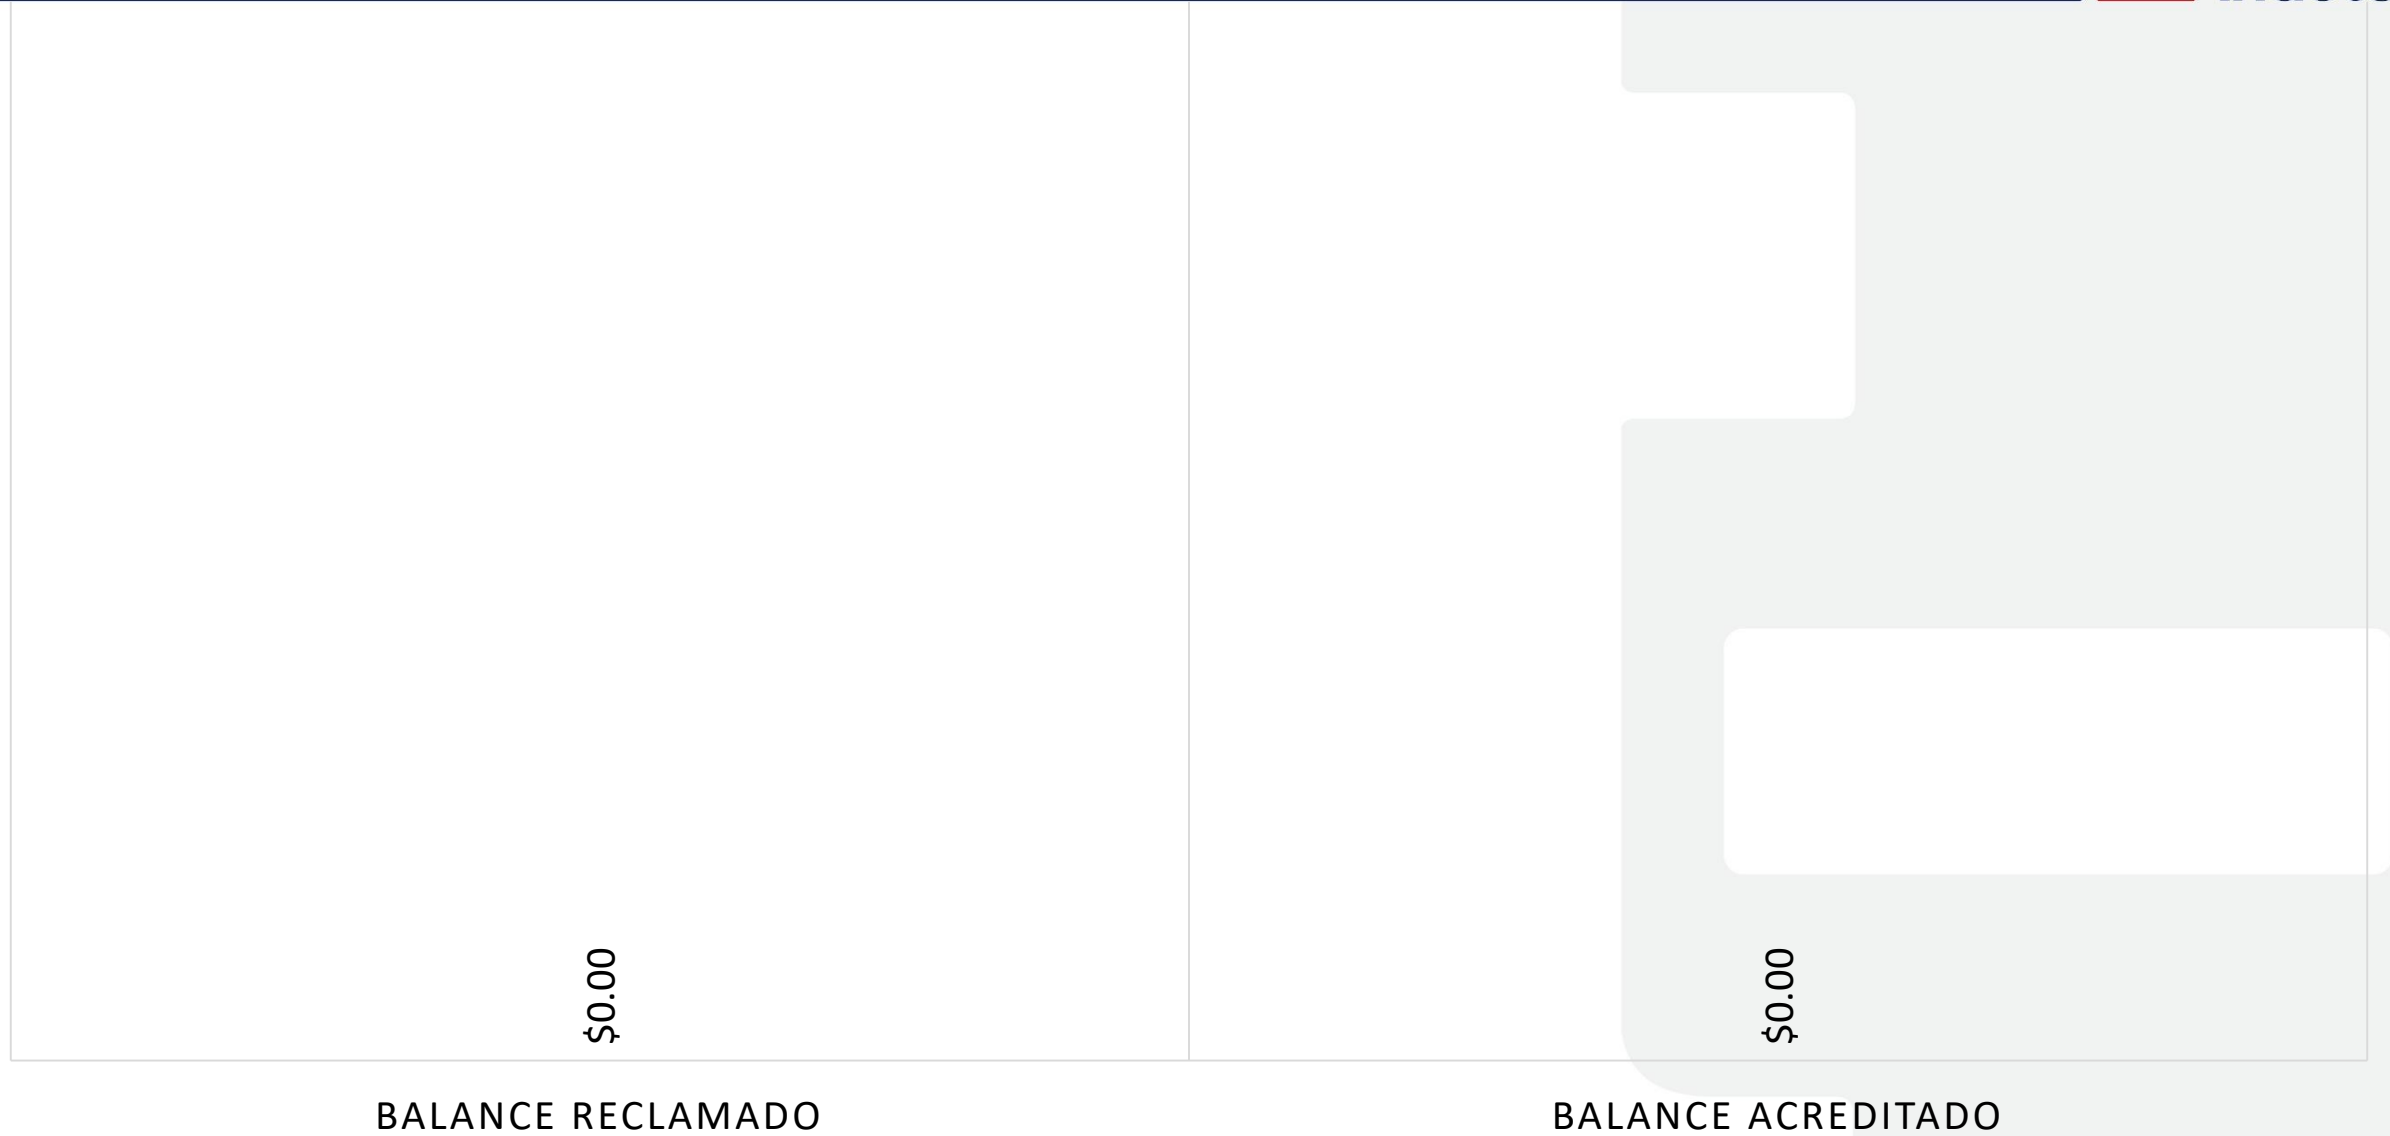 $0.00 $0.00
BALANCE RECLAMADO BALANCE ACREDITADO